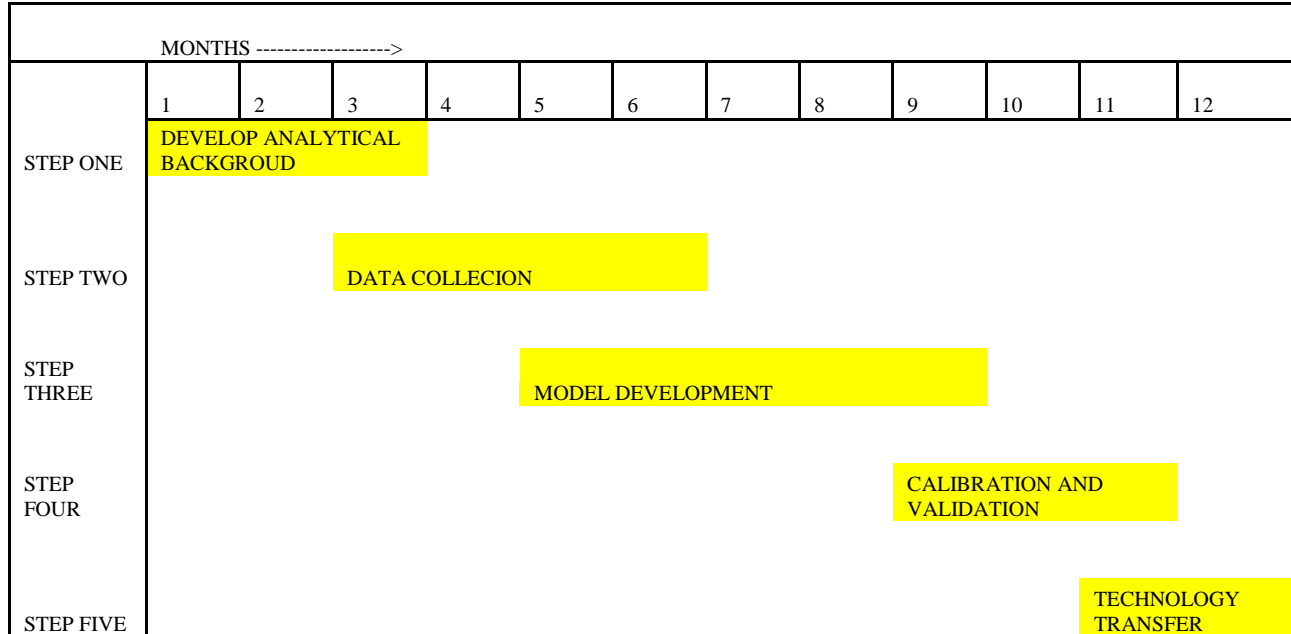 MONTHS ------------------->
1 2 3 4 5 6 7 8 9 10 11 12
STEP ONE
DEVELOP ANALYTICAL
BACKGROUD
STEP TWO
DATA COLLECION
STEP
THREE
MODEL DEVELOPMENT
STEP
FOUR
CALIBRATION AND
VALIDATION
STEP FIVE
TECHNOLOGY
TRANSFER